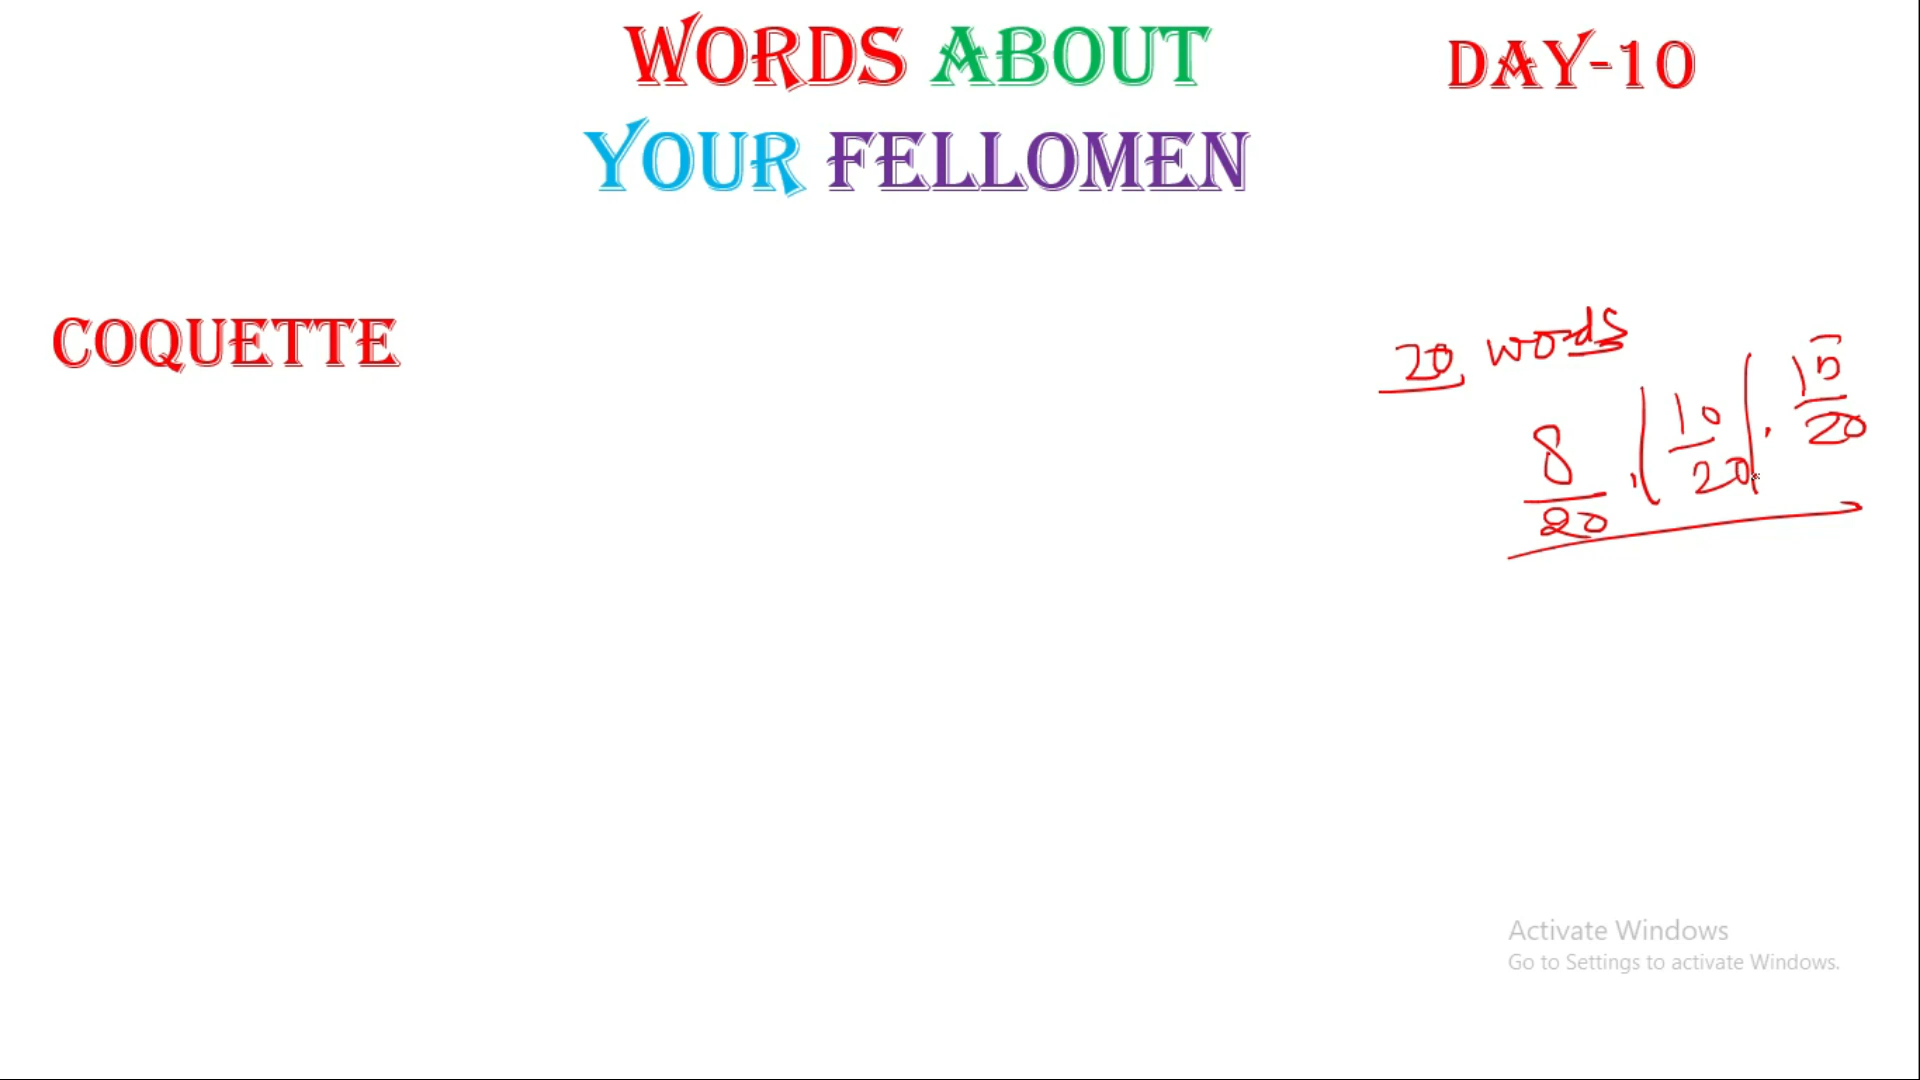 WORDS ABOUT
DAY-10
YOUR FELLOMEN
COQUETTE
20 words
8/20, 10/20, 15/20
Activate Windows
Go to Settings to activate Windows.